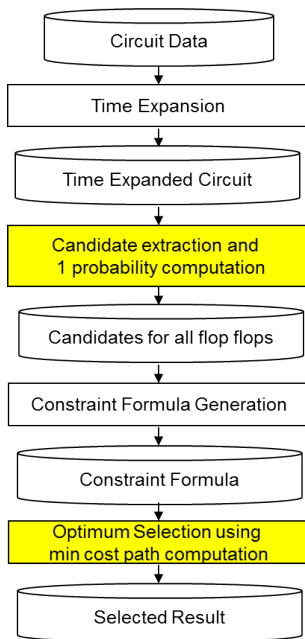 Circuit Data
Time Expansion
Time Expanded Circuit
Candidate extraction and
1 probability computation
Candidates for all flop flops
Constraint Formula Generation
Constraint Formula
Optimum Selection using
min cost path computation
Selected Result